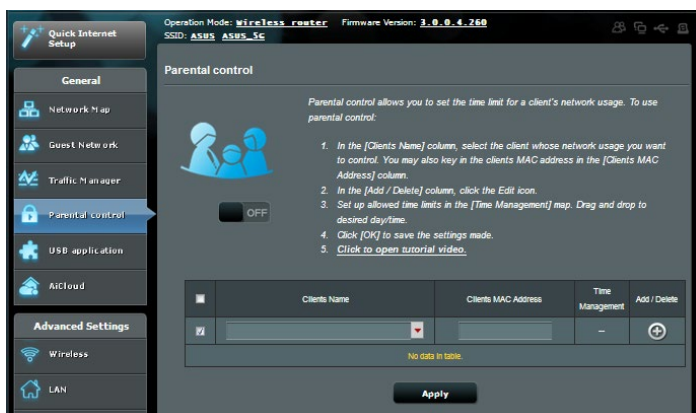 Quick Internet
Setup
Operation Mode: Wireless router Firmware Version: 3.0.0.4.260
SSID: ASUS ASUS_5G
General
Network Map
Guest Network
Traffic Manager
Parental control
USB application
AiCloud
Advanced Settings
Wireless
LAN
Parental control
Parental control allows you to set the time limit for a client's network usage. To use
parental control:
1. In the [Clients Name] column, select the client whose network usage you want
to control. You may also key in the clients MAC address in the [Clients MAC
Address] column.
2. In the [Add / Delete] column, click the Edit icon.
3. Set up allowed time limits in the [Time Management] map. Drag and drop to
desired day/time.
4. Click [OK] to save the settings made.
5. Click to open tutorial video.
OFF
Clients Name Clients MAC Address Time Management Add / Delete
--
No data in table.
Apply